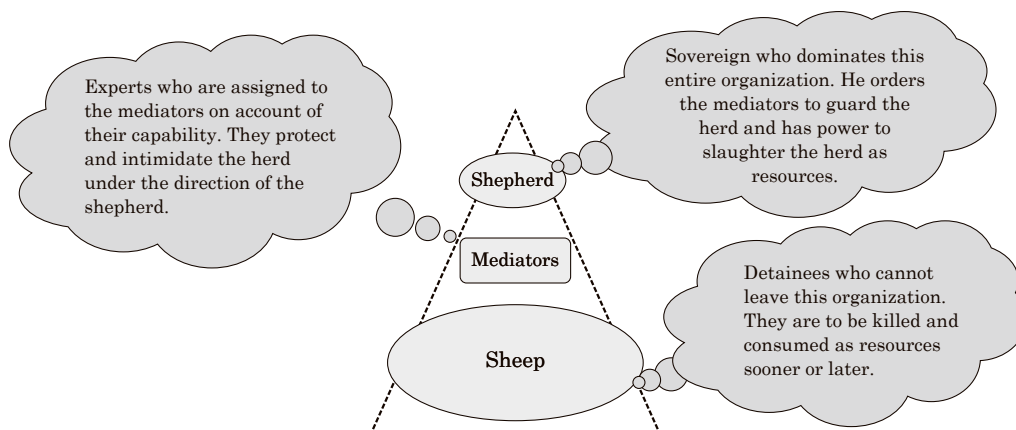 Experts who are assigned to
the mediators on account of
their capability. They protect
and intimidate the herd
under the direction of the
shepherd.
Sovereign who dominates this
entire organization. He orders
the mediators to guard the
herd and has power to
slaughter the herd as
resources.
Shepherd
Mediators
Detainees who cannot
leave this organization.
They are to be killed and
consumed as resources
sooner or later.
Sheep